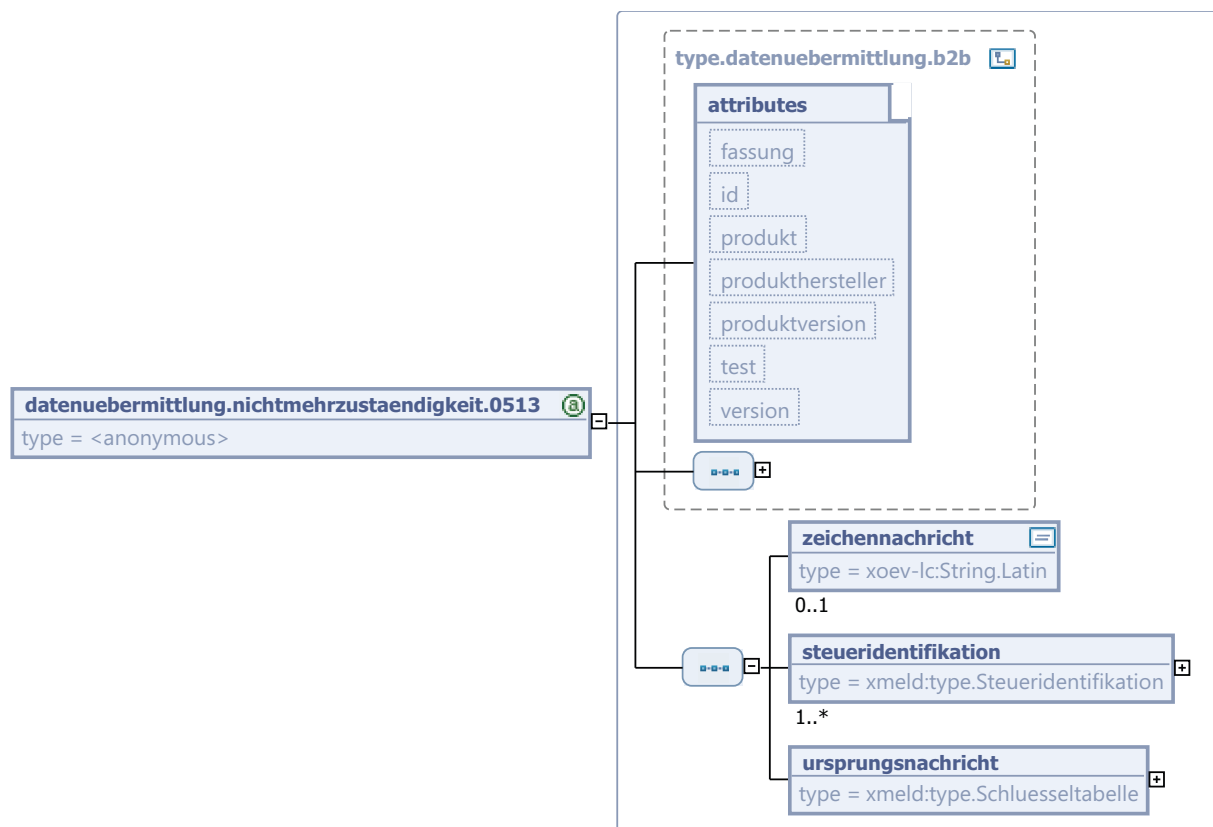 type.datenuebermittlung.b2b
attributes
fassung
id
produkt
produkthersteller
produktversion
test
version
datenuebermittlung.nichtmehrzustaendigkeit.0513
type = <anonymous>
zeichennachricht
type = xoev-lc:String.Latin
0..1
steueridentifikation
type = xmeld:type.Steueridentifikation
1..*
ursprungsnachricht
type = xmeld:type.Schluesseltabelle